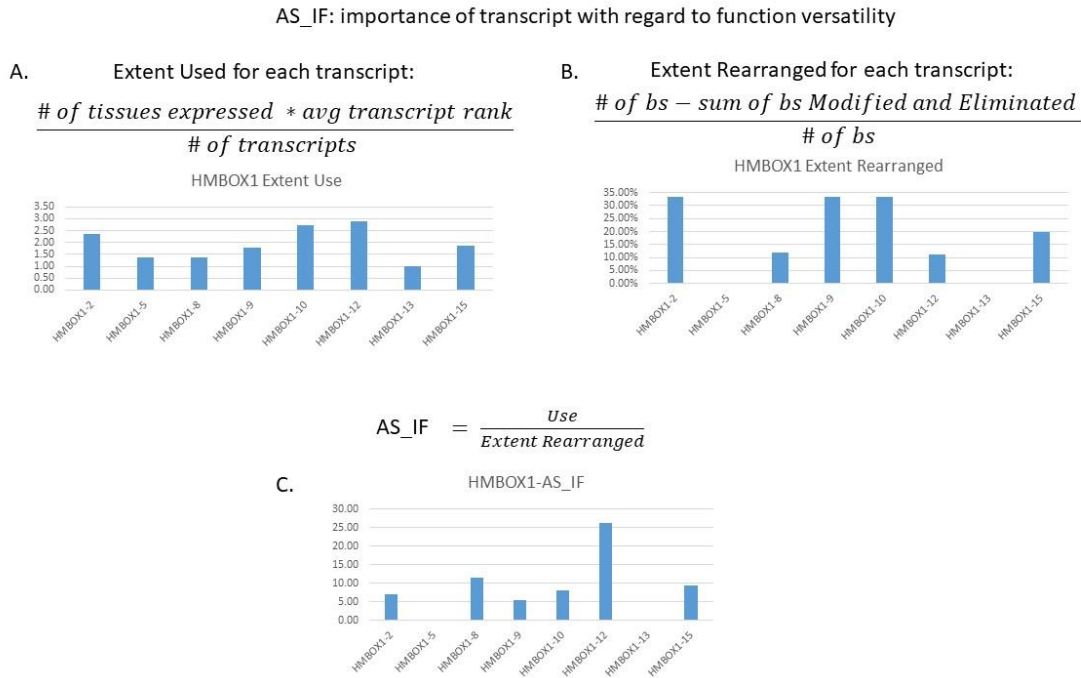 AS_IF: importance of transcript with regard to function versatility
A.
Extent Used for each transcript:
# of tissues expressed * avg transcript rank
# of transcripts
HMBOX1 Extent Use
3.50
3.00
2.50
2.00
1.50
1.00
0.50
0.00
HMBOX1-2
HMBOX1-5
HMBOX1-8
HMBOX1-9
HMBOX1-10
HMBOX1-12
HMBOX1-13
HMBOX1-15
B.
Extent Rearranged for each transcript:
# of bs − sum of bs Modified and Eliminated
# of bs
HMBOX1 Extent Rearranged
35.00%
30.00%
25.00%
20.00%
15.00%
10.00%
5.00%
0.00%
HMBOX1-2
HMBOX1-5
HMBOX1-8
HMBOX1-9
HMBOX1-10
HMBOX1-12
HMBOX1-13
HMBOX1-15
AS_IF = Use
Extent Rearranged
C.
HMBOX1-AS_IF
30.00
25.00
20.00
15.00
10.00
5.00
0.00
HMBOX1-2
HMBOX1-5
HMBOX1-8
HMBOX1-9
HMBOX1-10
HMBOX1-12
HMBOX1-13
HMBOX1-15